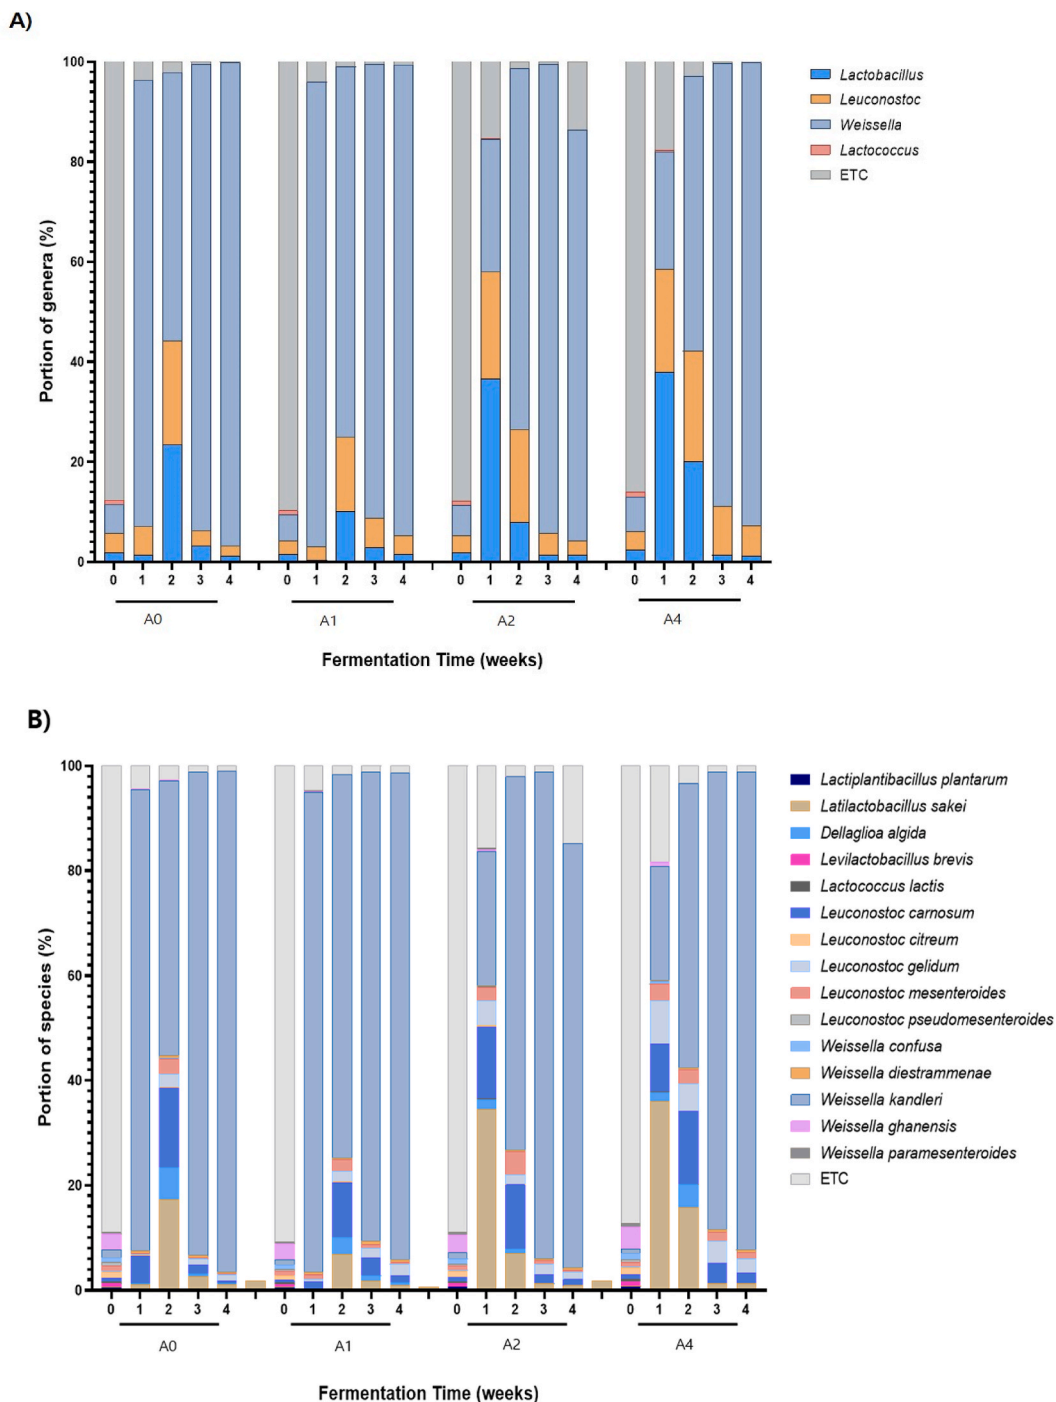 A)
100
80
60
40
20
0
Portion of genera (%)
Lactobacillus
Leuconostoc
Weissella
Lactococcus
ETC
0 1 2 3 4 0 1 2 3 4 0 1 2 3 4 0 1 2 3 4
A0 A1 A2 A4
Fermentation Time (weeks)
B)
100
80
60
40
20
0
Portion of species (%)
Lactiplantibacillus plantarum
Latilactobacillus sakei
Dellaglioa algida
Levilactobacillus brevis
Lactococcus lactis
Leuconostoc carnosum
Leuconostoc citreum
Leuconostoc gelidum
Leuconostoc mesenteroides
Leuconostoc pseudomesenteroides
Weissella confusa
Weissella diestrammenae
Weissella kandleri
Weissella ghanensis
Weissella paramesenteroides
ETC
0 1 2 3 4 0 1 2 3 4 0 1 2 3 4 0 1 2 3 4
A0 A1 A2 A4
Fermentation Time (weeks)